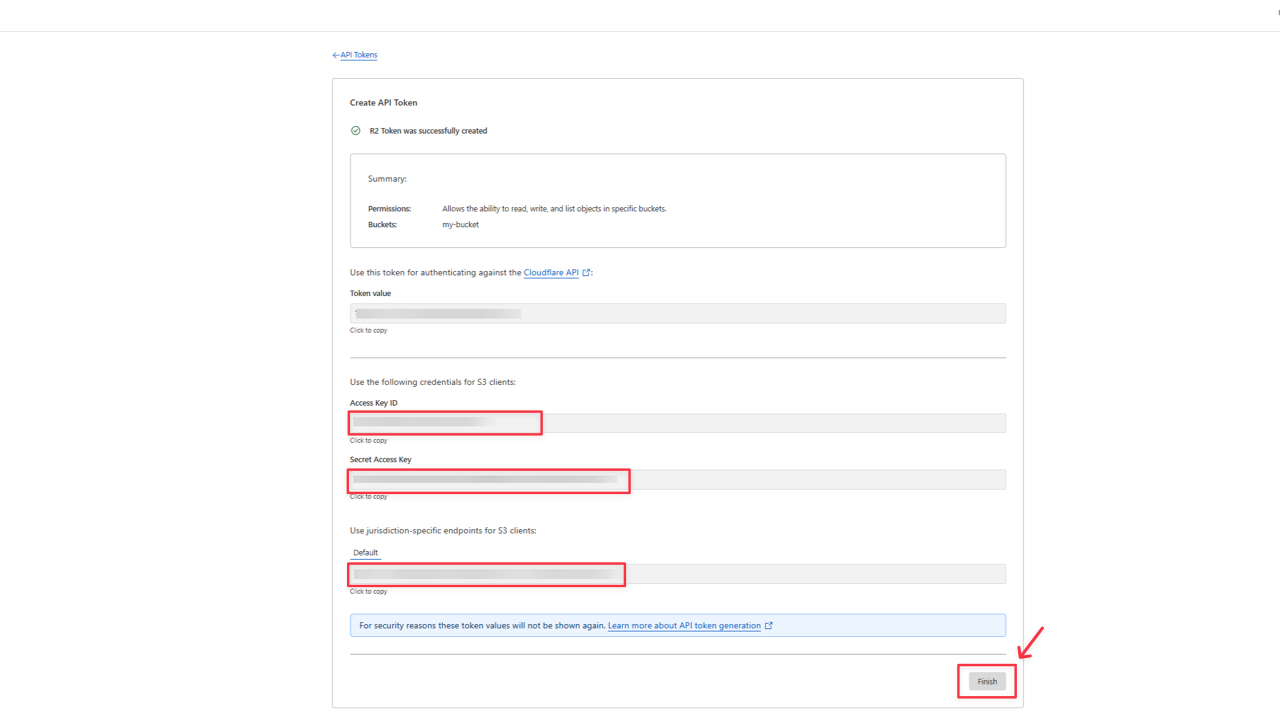 ←API Tokens
Create API Token
R2 Token was successfully created
Summary:
Permissions: Allows the ability to read, write, and list objects in specific buckets.
Buckets: my-bucket
Use this token for authenticating against the Cloudflare API :
Token value
Click to copy
Use the following credentials for S3 clients:
Access Key ID
Click to copy
Secret Access Key
Click to copy
Use jurisdiction-specific endpoints for S3 clients:
Default
Click to copy
For security reasons these token values will not be shown again. Learn more about API token generation
Finish